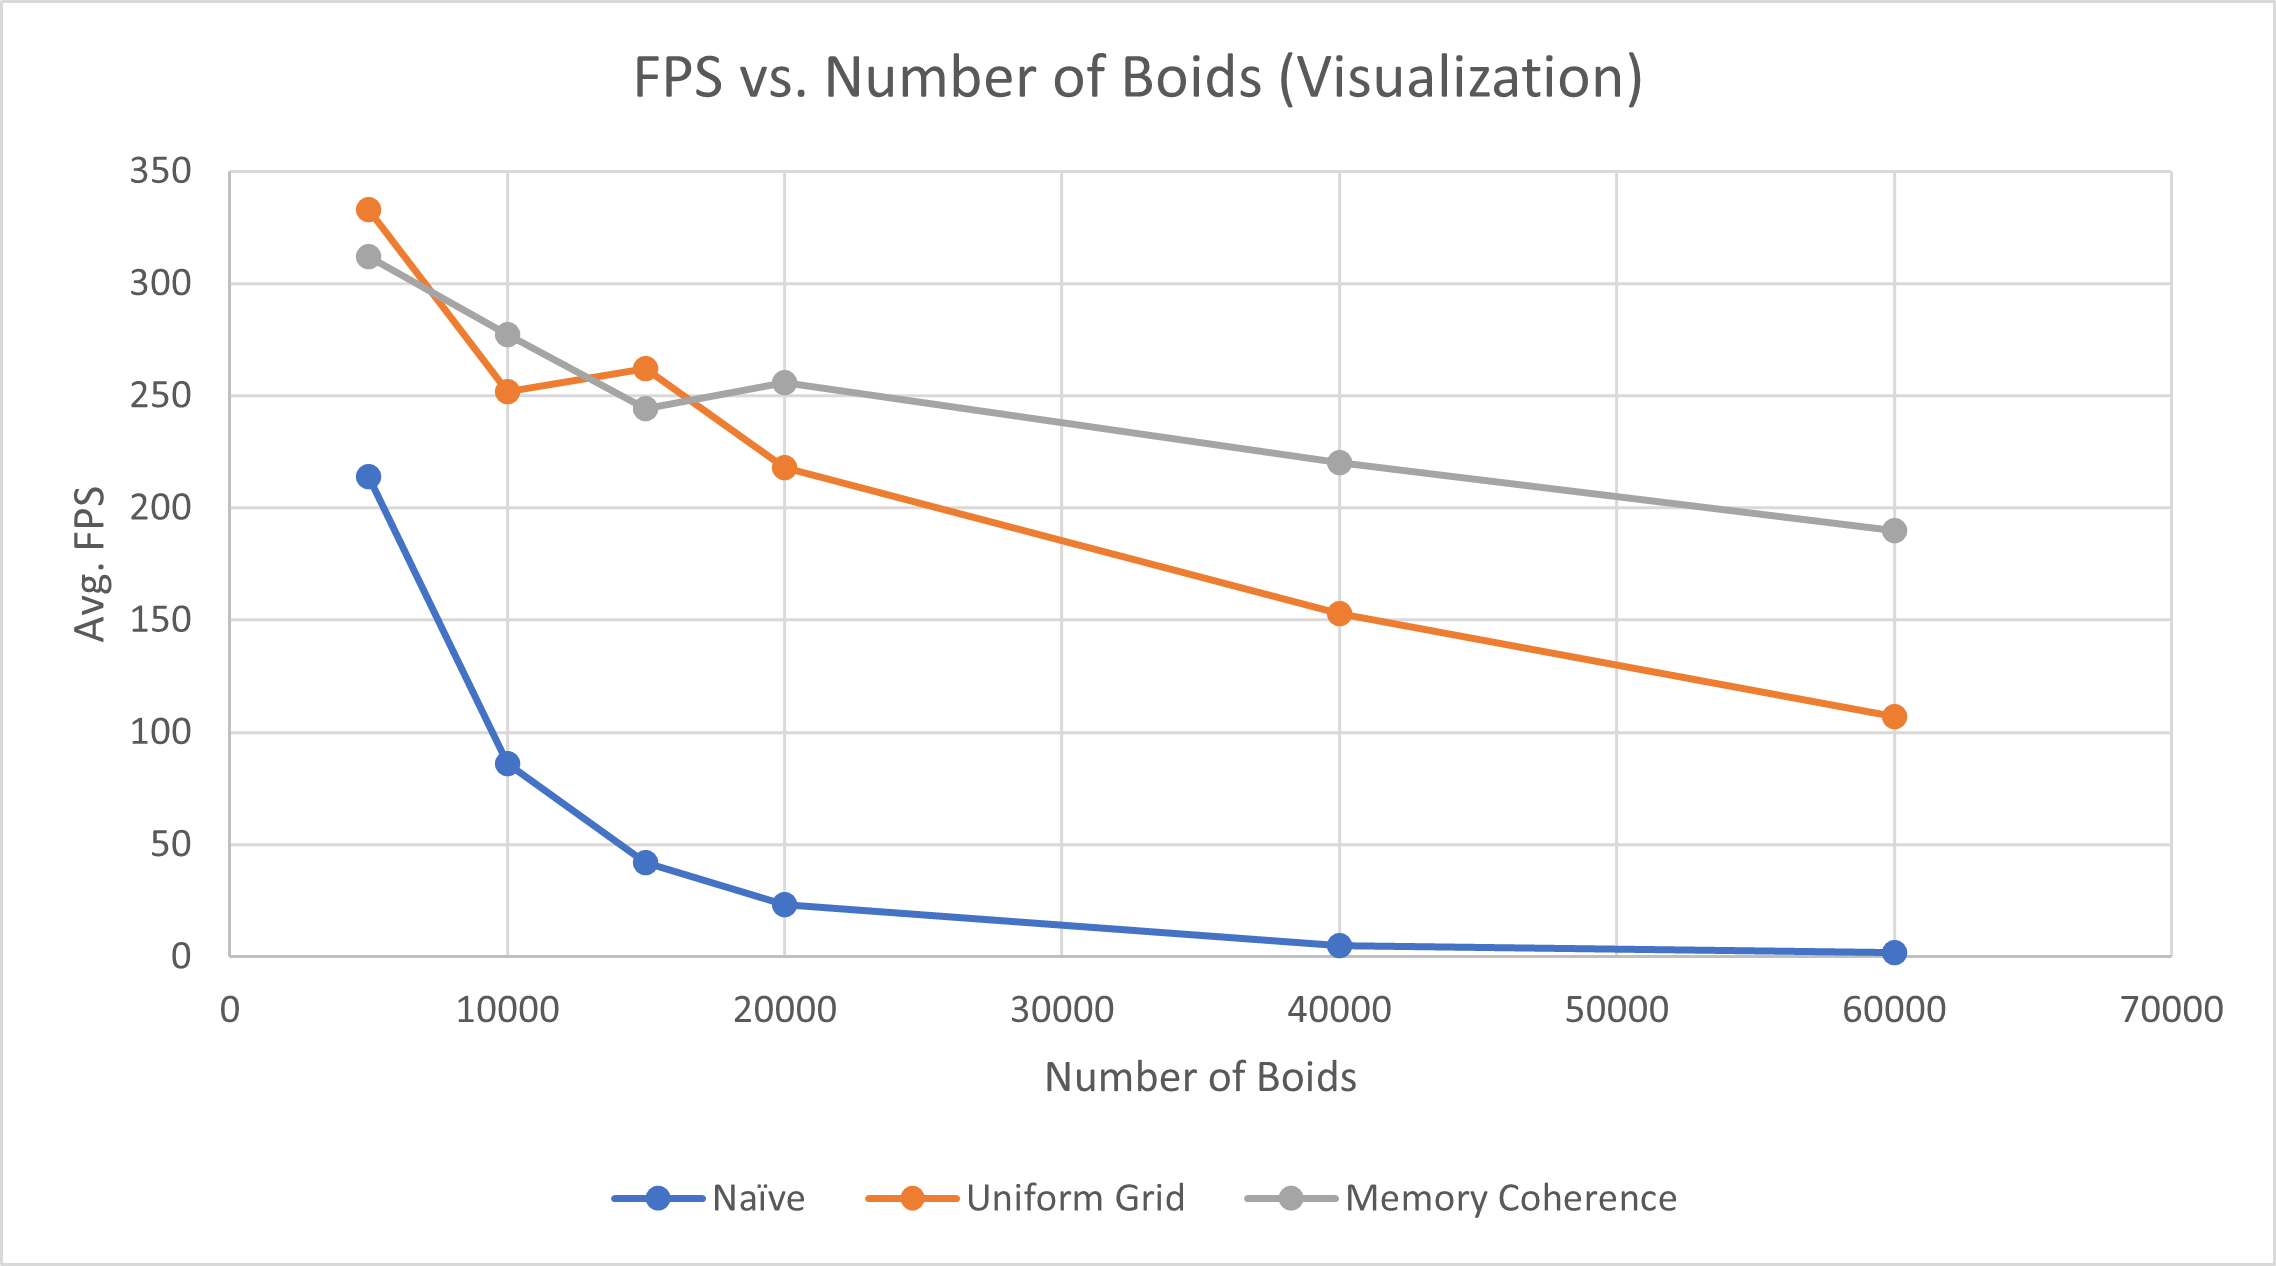 FPS vs. Number of Boids (Visualization)
350
300
250
200
150
100
50
0
Avg. FPS
0 10000 20000 30000 40000 50000 60000 70000
Number of Boids
Naïve Uniform Grid Memory Coherence